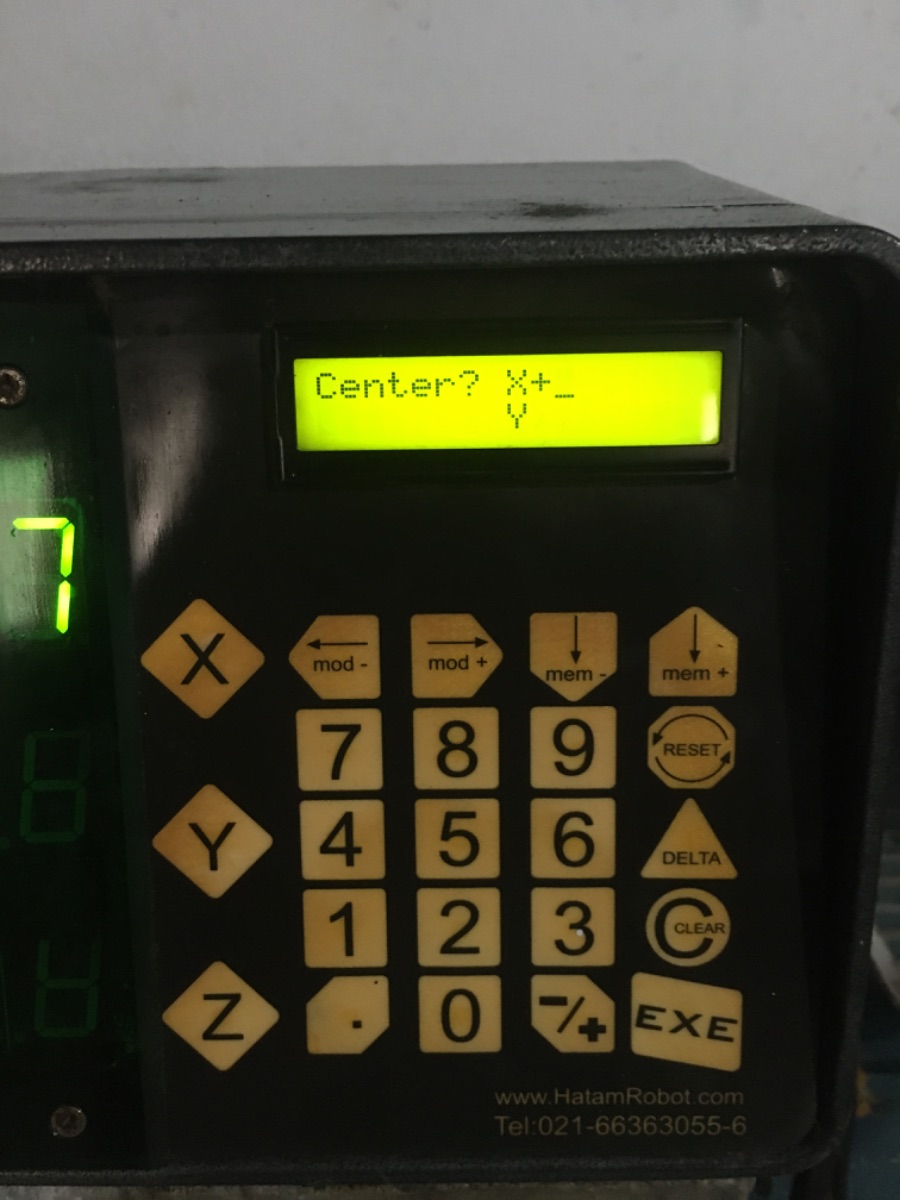 Center? X+_
Y
7
X
mod -
mod +
mem -
mem +
7 8 9 RESET
Y
4 5 6 DELTA
1 2 3 C CLEAR
Z
. 0 -/+ EXE
www.HatamRobot.com
Tel:021-66363055-6